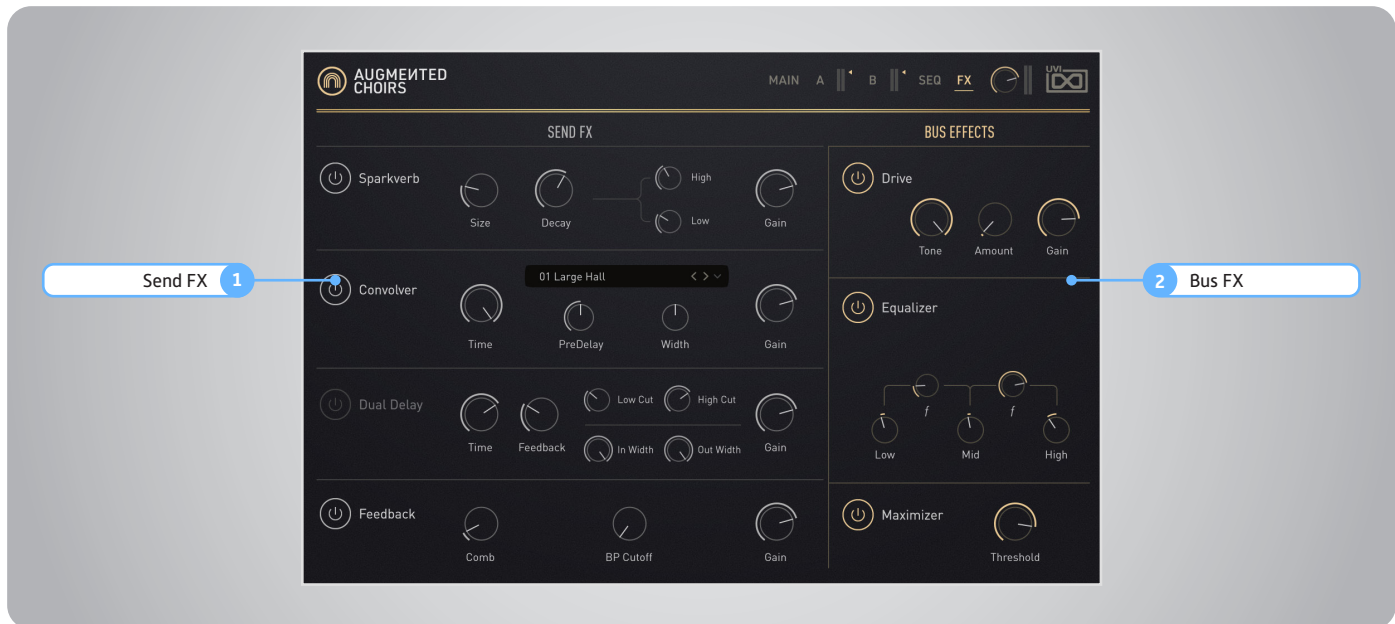 AUGMENTED
CHOIRS
MAIN A B SEQ FX
UVI
SEND FX
BUS EFFECTS
Sparkverb
Size
Decay
High
Low
Gain
Drive
Tone
Amount
Gain
Send FX 1
Convolver
01 Large Hall
Time
PreDelay
Width
Gain
2 Bus FX
Equalizer
f
f
Low
Mid
High
Dual Delay
Time
Feedback
Low Cut
High Cut
In Width
Out Width
Gain
Feedback
Comb
BP Cutoff
Gain
Maximizer
Threshold